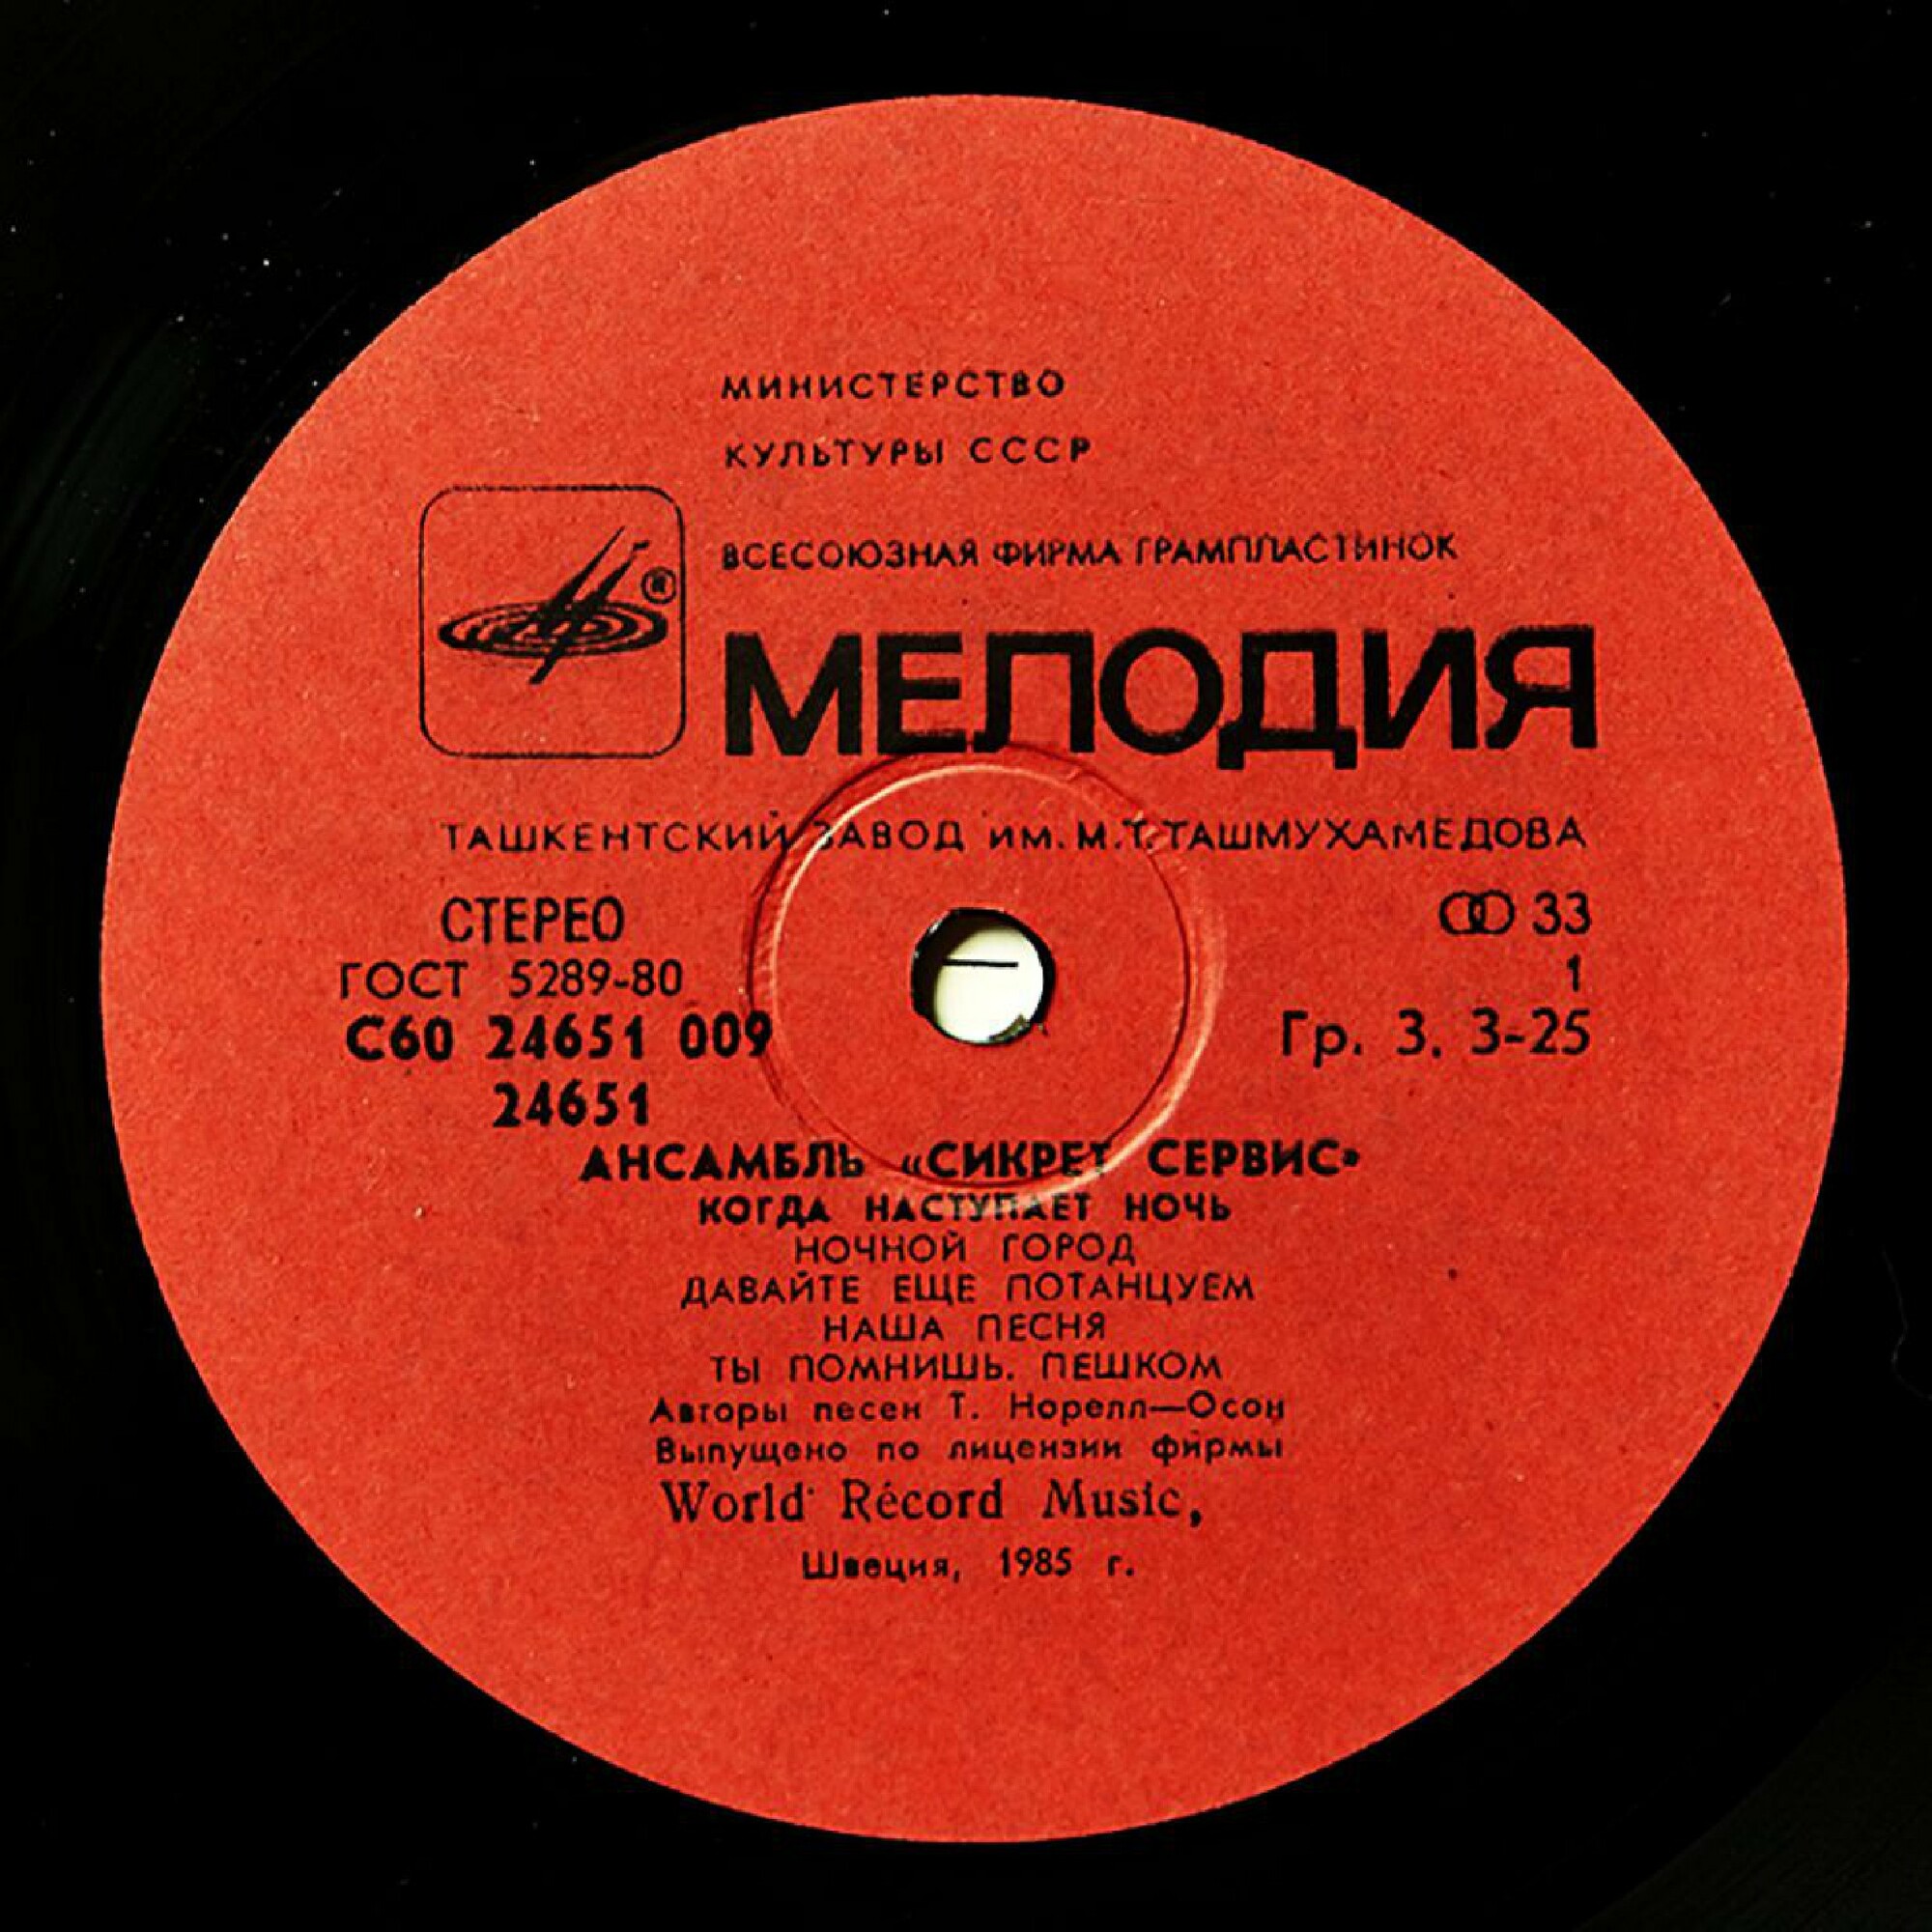 МИНИСТЕРСТВО
КУЛЬТУРЫ СССР
ВСЕСОЮЗНАЯ ФИРМА ГРАМПЛАСТИНОК
®
МЕЛОДИЯ
ТАШКЕНТСКИЙ ЗАВОД им. М.Т.ТАШМУХАМЕДОВА
СТЕРЕО 33
ГОСТ 5289-80 1
С60 24651 009 Гр. 3. 3-25
24651
АНСАМБЛЬ «СИКРЕТ СЕРВИС»
КОГДА НАСТУПАЕТ НОЧЬ
НОЧНОЙ ГОРОД
ДАВАЙТЕ ЕЩЕ ПОТАНЦУЕМ
НАША ПЕСНЯ
ТЫ ПОМНИШЬ. ПЕШКОМ
Авторы песен Т. Норелл—Осон
Выпущено по лицензии фирмы
World Record Music,
Швеция, 1985 г.